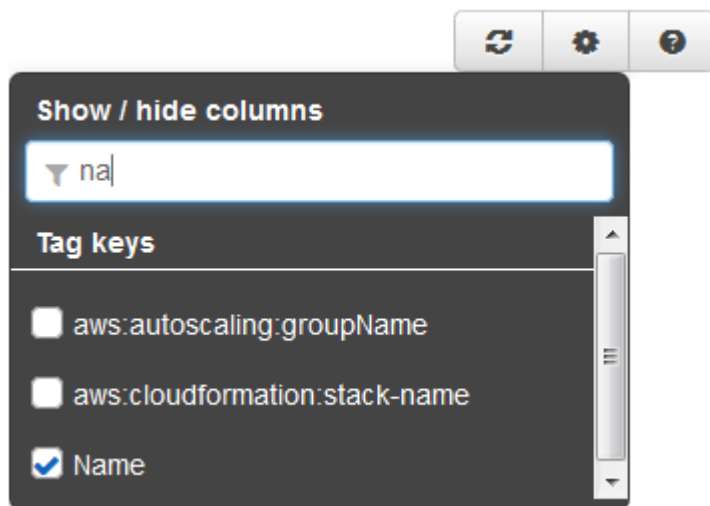 Show / hide columns
na
Tag keys
aws:autoscaling:groupName
aws:cloudformation:stack-name
Name